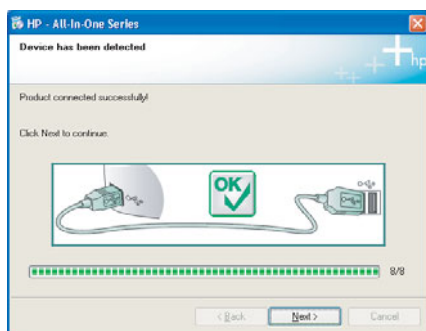 HP - All-In-One Series
Device has been detected
hp
Product connected successfully!
Click Next to continue.
OK
8/8
< Back Next > Cancel